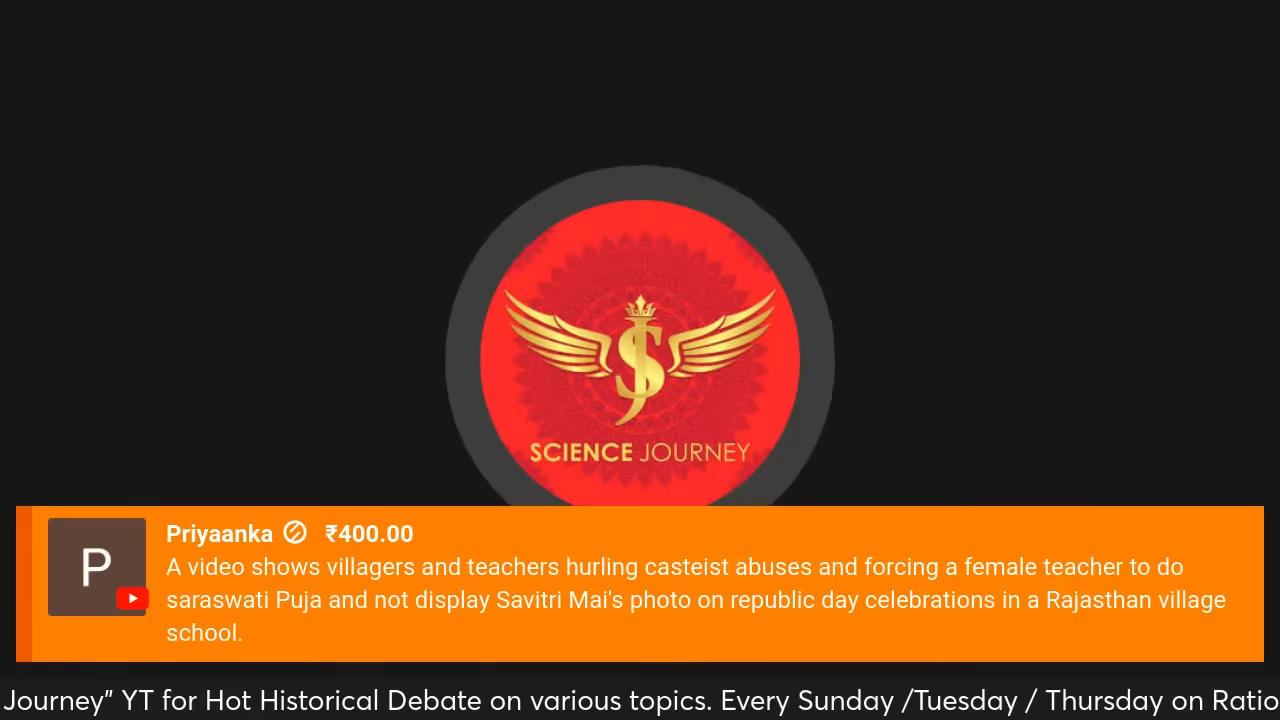 SCIENCE JOURNEY
Priyaanka ₹400.00
P
A video shows villagers and teachers hurling casteist abuses and forcing a female teacher to do
saraswati Puja and not display Savitri Mai's photo on republic day celebrations in a Rajasthan village
school.
Journey" YT for Hot Historical Debate on various topics. Every Sunday /Tuesday / Thursday on Ratio